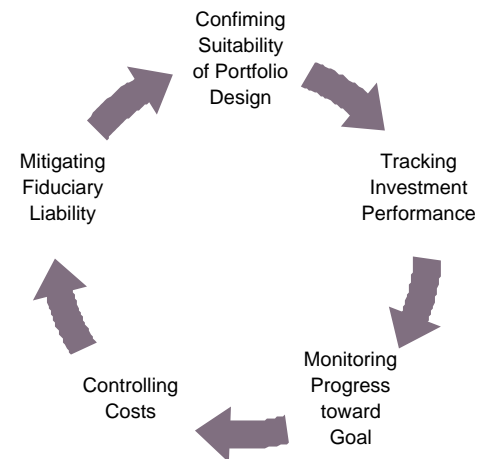 Confiming
Suitability
of Portfolio
Design
Tracking
Investment
Performance
Monitoring
Progress
toward
Goal
Controlling
Costs
Mitigating
Fiduciary
Liability